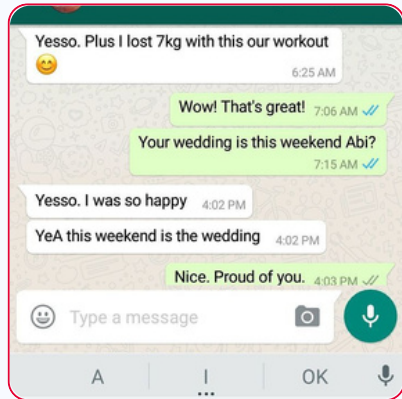 Yesso. Plus I lost 7kg with this our workout
😊
6:25 AM
Wow! That's great! 7:06 AM
Your wedding is this weekend Abi?
7:15 AM
Yesso. I was so happy 4:02 PM
YeA this weekend is the wedding 4:02 PM
Nice. Proud of you. 4:03 PM
Type a message
A I OK